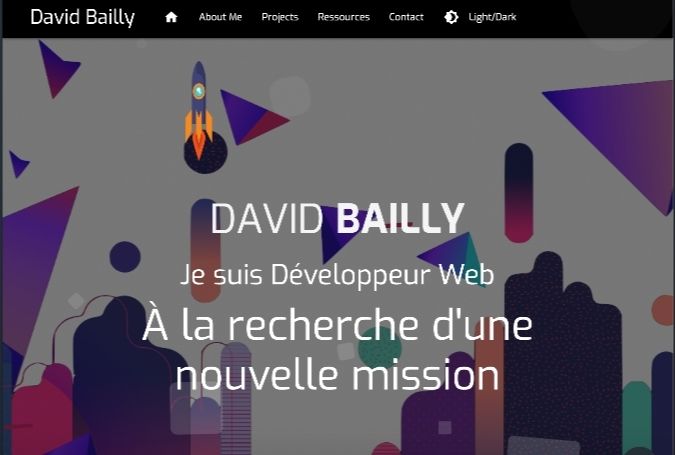 David Bailly
About Me
Projects
Ressources
Contact
Light/Dark
DAVID BAILLY
Je suis Développeur Web
À la recherche d'une
nouvelle mission